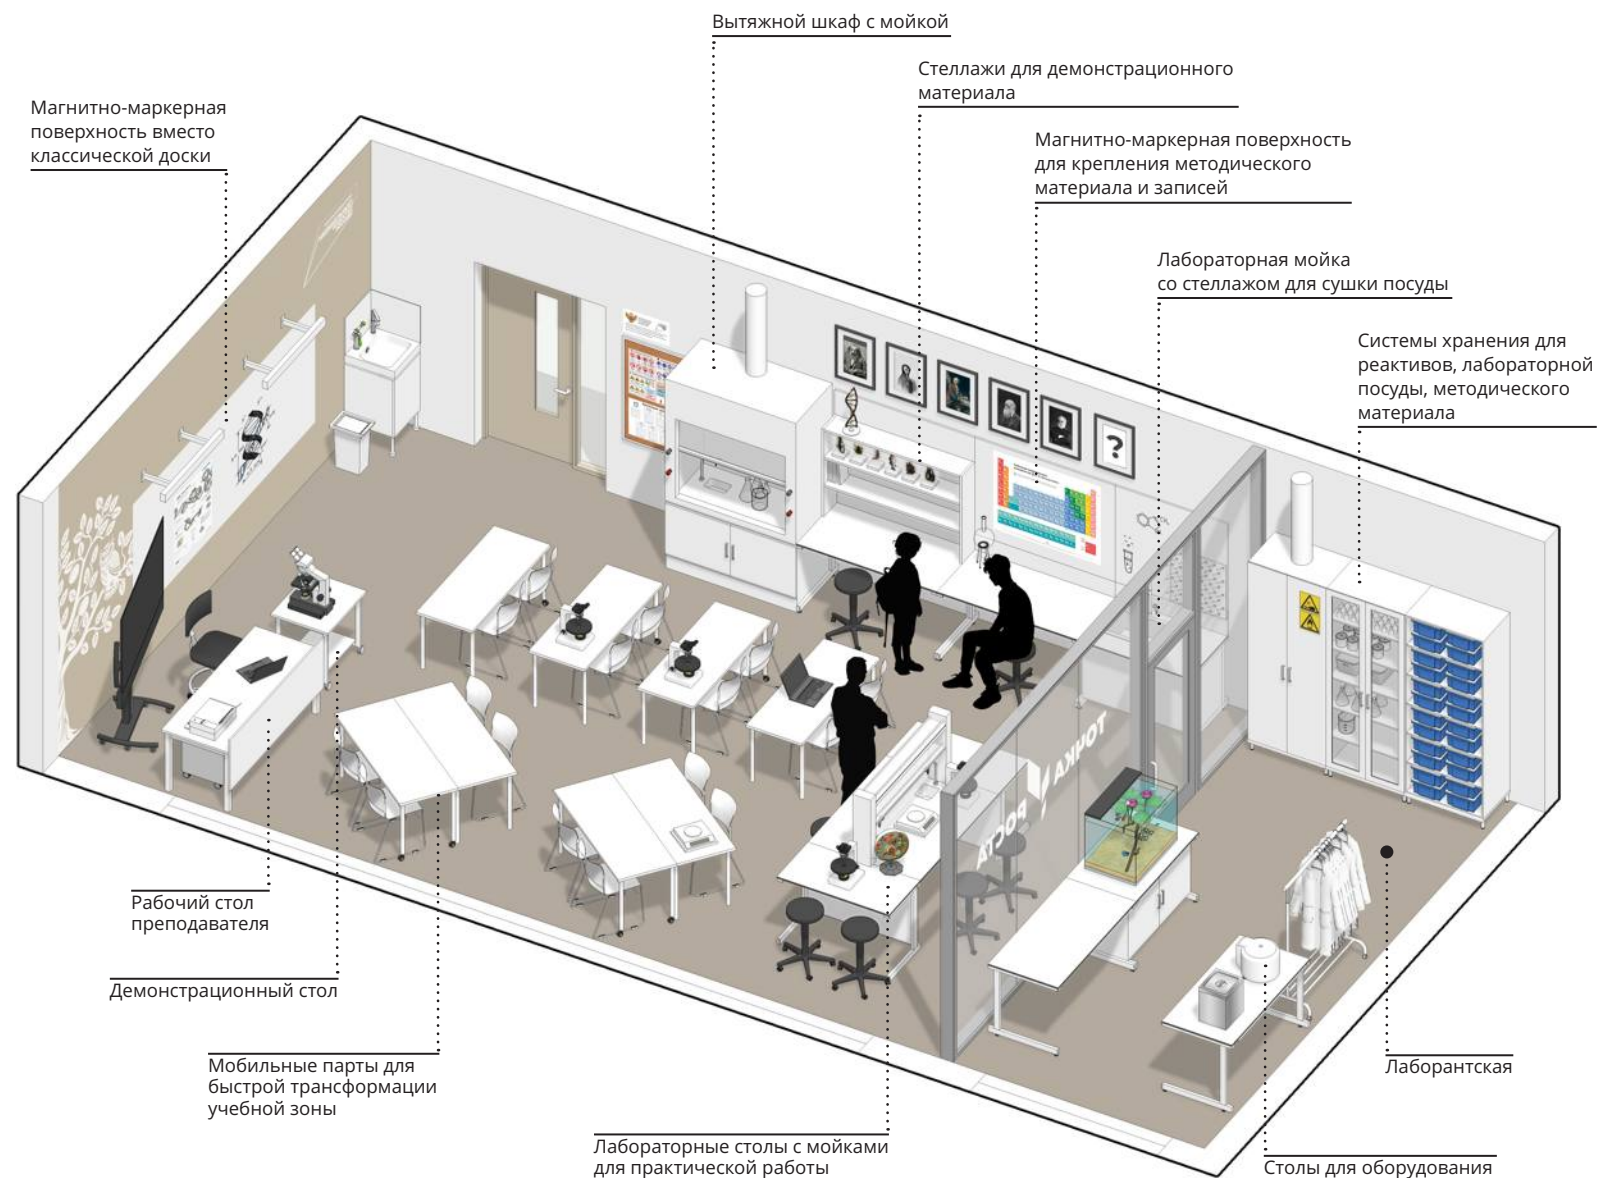 Вытяжной шкаф с мойкой
Стеллажи для демонстрационного
материала
Магнитно-маркерная
поверхность вместо
классической доски
Магнитно-маркерная поверхность
для крепления методического
материала и записей
Лабораторная мойка
со стеллажом для сушки посуды
Системы хранения для
реактивов, лабораторной
посуды, методического
материала
?
ТОЧКА
РОСТА
Рабочий стол
преподавателя
Демонстрационный стол
Мобильные парты для
быстрой трансформации
учебной зоны
Лабораторные столы с мойками
для практической работы
Лаборантская
Столы для оборудования